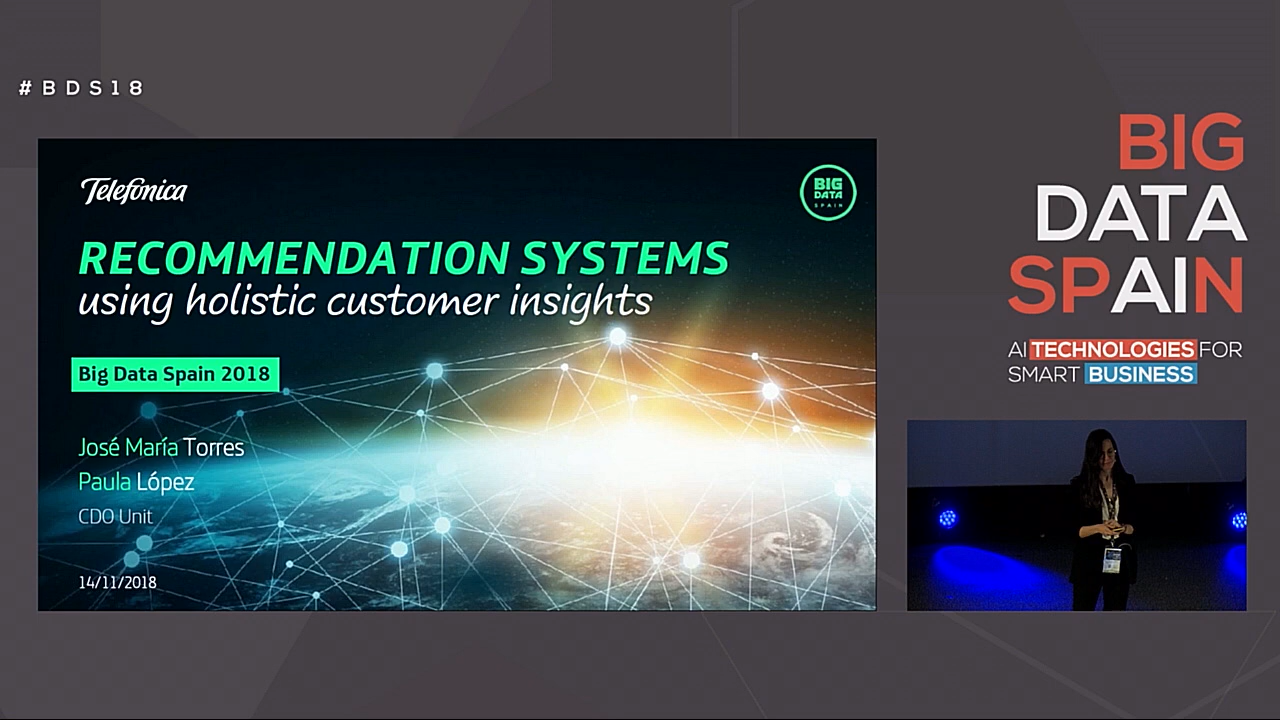 #BDS18
Telefónica
BIG
DATA
SPAIN
RECOMMENDATION SYSTEMS
using holistic customer insights
Big Data Spain 2018
José María Torres
Paula López
CDO Unit
14/11/2018
BIG
DATA
SPAIN
AI TECHNOLOGIES FOR
SMART BUSINESS